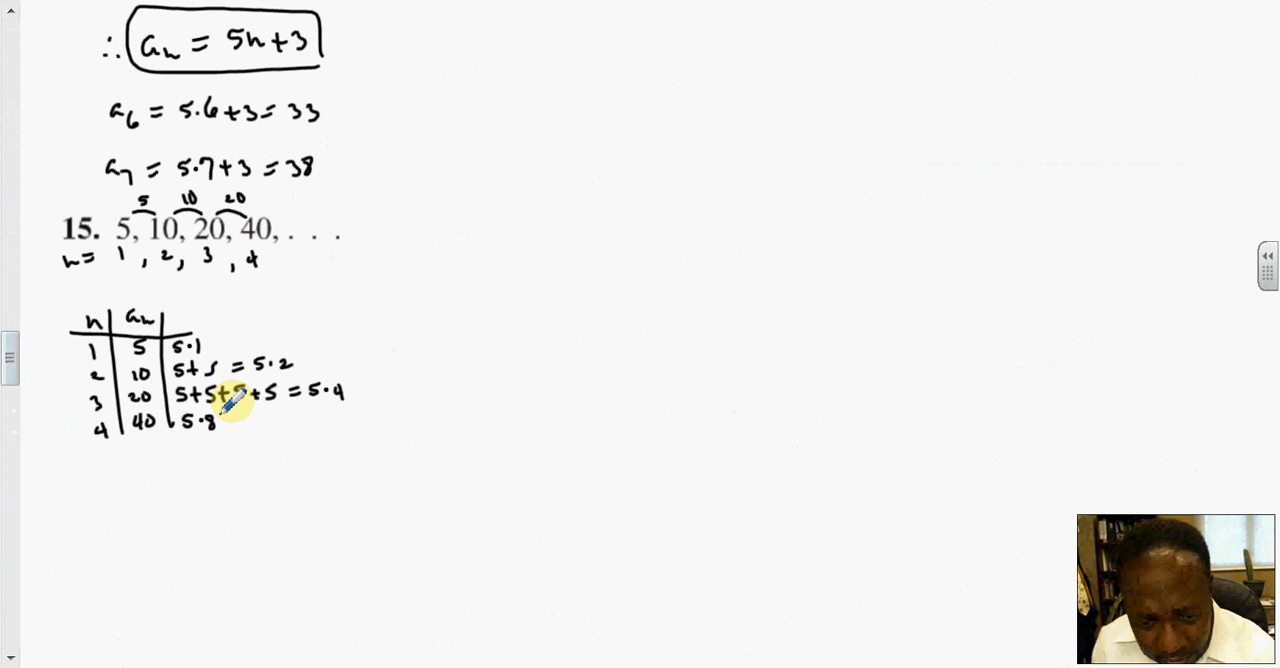 ∴ aₙ = 5n+3
a₆ = 5·6+3 = 33
a₇ = 5·7+3 = 38
5 10 20
15. 5, 10, 20, 40, . . .
n= 1 , 2, 3 , 4
n aₙ
1 5 5·1
2 10 5+5 = 5·2
3 20 5+5+5+5 = 5·4
4 40 5·8